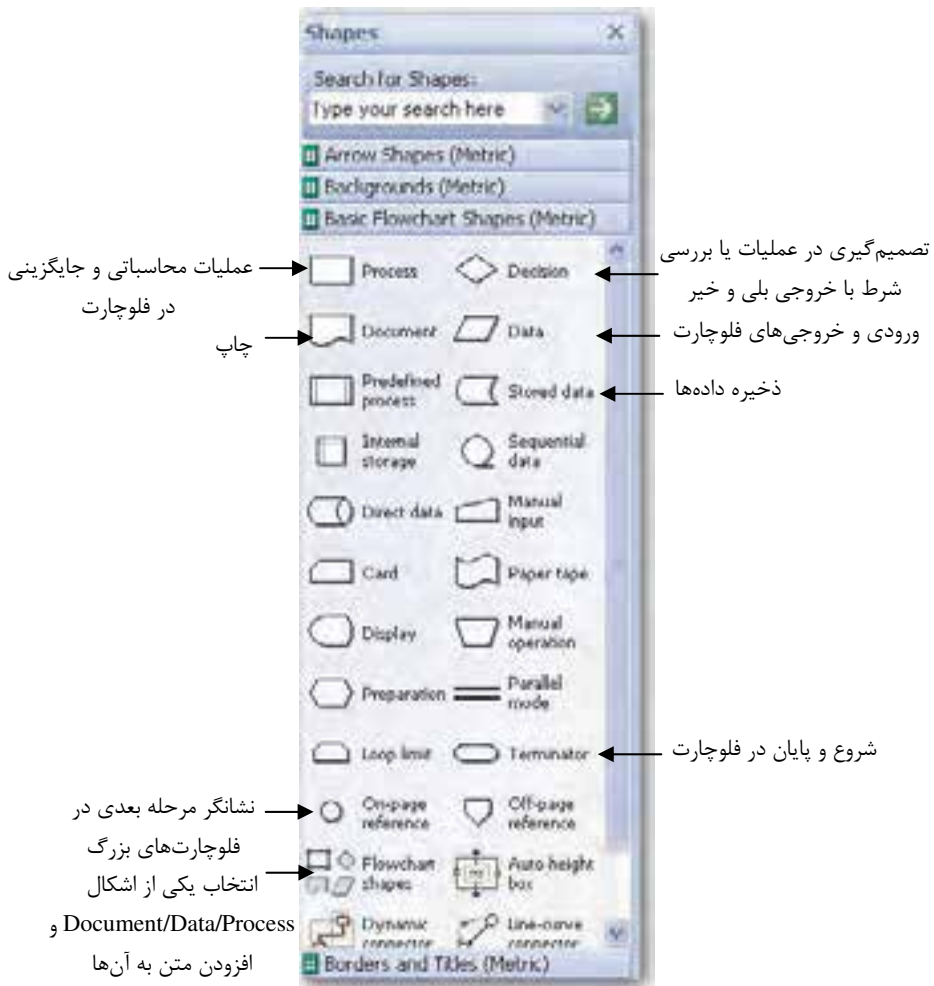 Shapes
Search for Shapes:
Type your search here
Arrow Shapes (Metric)
Backgrounds (Metric)
Basic Flowchart Shapes (Metric)
Process
Decision
Document
Data
Predefined
process
Stored data
Internal
storage
Sequential
data
Direct data
Manual
input
Card
Paper tape
Display
Manual
operation
Preparation
Parallel
mode
Loop limit
Terminator
On-page
reference
Off-page
reference
Flowchart
shapes
Auto height
box
Dynamic
connector
Line-curve
connector
Borders and Titles (Metric)
عملیات محاسباتی و جایگزینی
در فلوچارت
چاپ
نشانگر مرحله بعدی در
فلوچارت‌های بزرگ
انتخاب یکی از اشکال
Document/Data/Process و
افزودن متن به آن‌ها
تصمیم‌گیری در عملیات یا بررسی
شرط با خروجی بلی و خیر
ورودی و خروجی‌های فلوچارت
ذخیره داده‌ها
شروع و پایان در فلوچارت